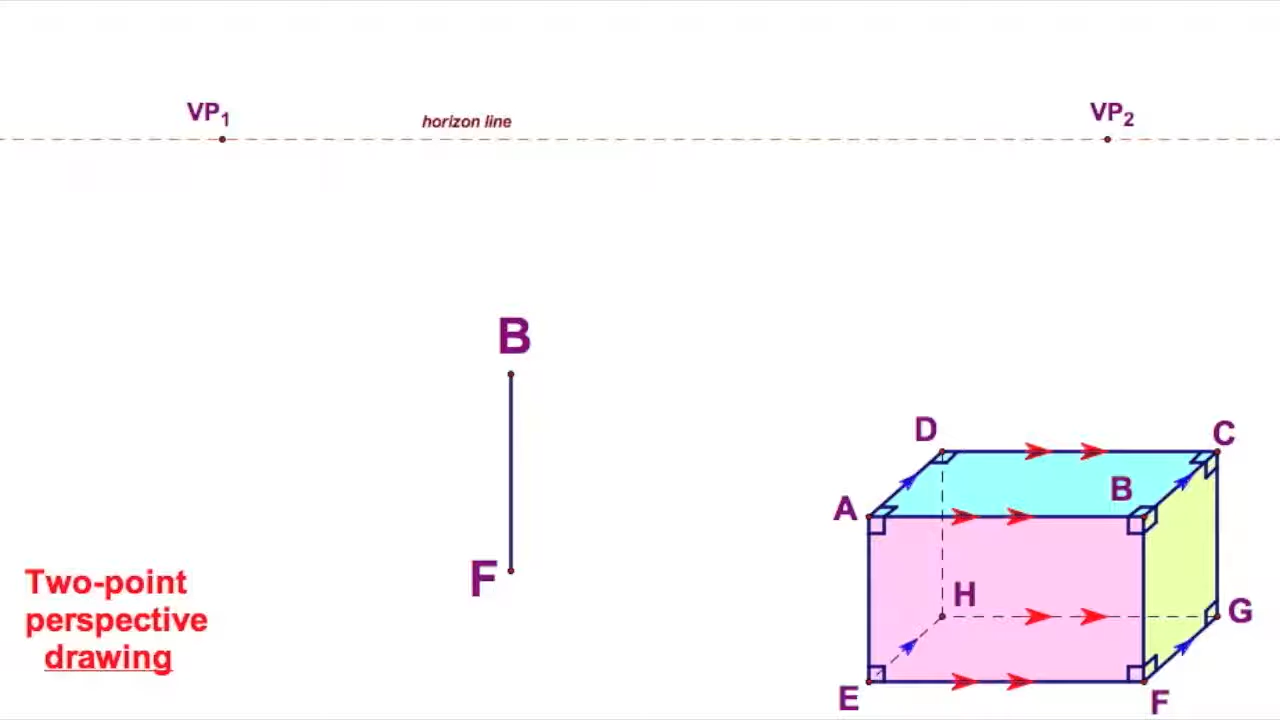 VP1
horizon line
VP2
B
F
D
C
B
A
H
G
E
F
Two-point
perspective
drawing